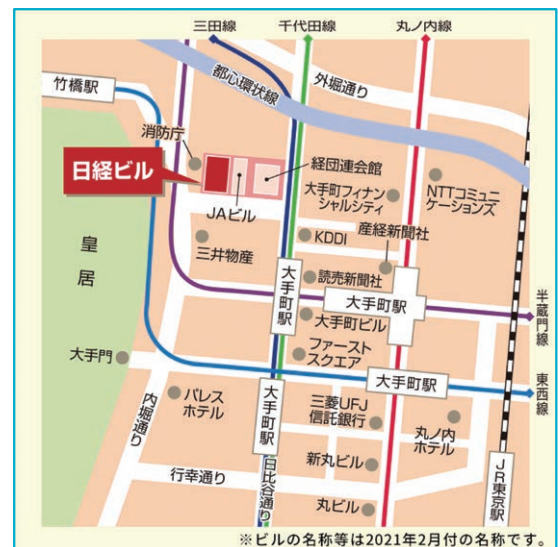 三田線
千代田線
丸ノ内線
都心環状線
外堀通り
竹橋駅
消防庁
日経ビル
経団連会館
JAビル
大手町フィナン
シャルシティ
NTTコミュニ
ケーションズ
皇居
三井物産
KDDI
産経新聞社
大手町駅
読売新聞社
大手町駅
半蔵門線
大手町ビル
ファースト
スクエア
大手門
大手町駅
東西線
内堀通り
パレス
ホテル
大手町駅
三菱UFJ
信託銀行
丸ノ内
ホテル
日比谷通り
新丸ビル
行幸通り
丸ビル
JR東京駅
※ビルの名称等は2021年2月付の名称です。